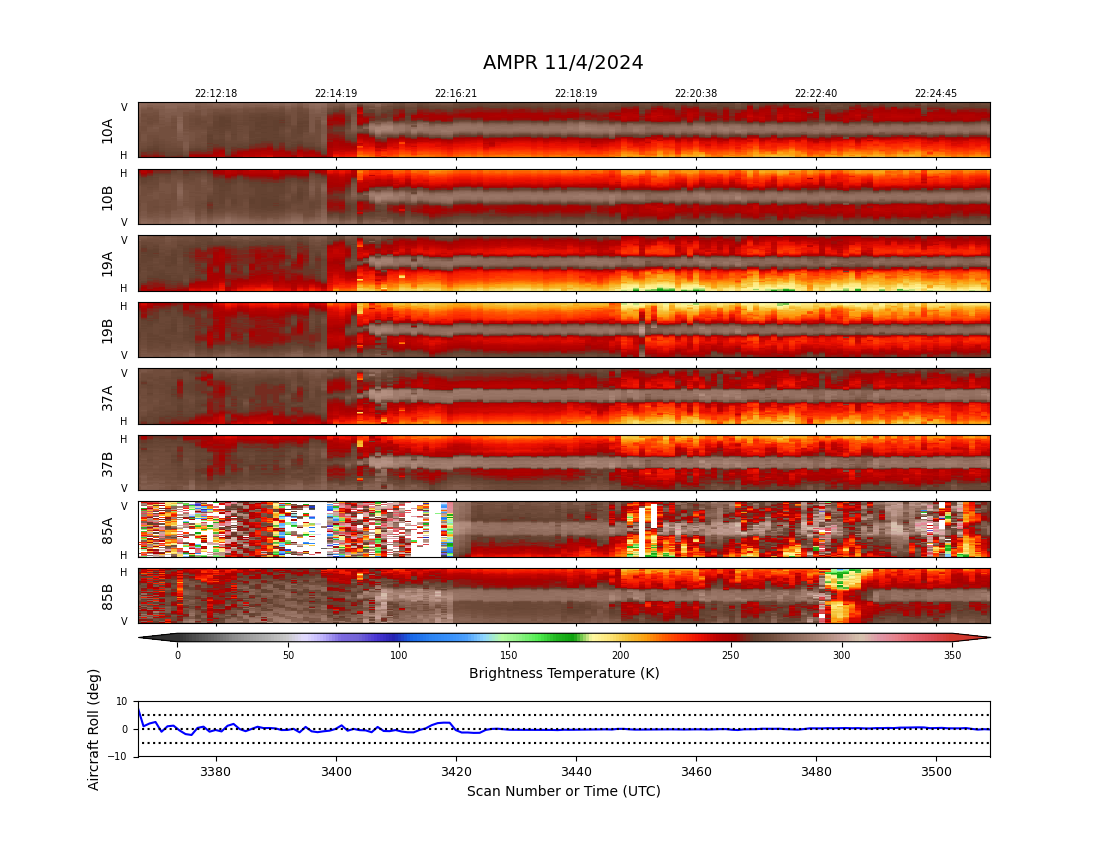 AMPR 11/4/2024
22:12:18 22:14:19 22:16:21 22:18:19 22:20:38 22:22:40 22:24:45
V
10A
H
H
10B
V
V
19A
H
H
19B
V
V
37A
H
H
37B
V
V
85A
H
H
85B
V
0 50 100 150 200 250 300 350
Brightness Temperature (K)
Aircraft Roll (deg)
10
0
−10
3380 3400 3420 3440 3460 3480 3500
Scan Number or Time (UTC)